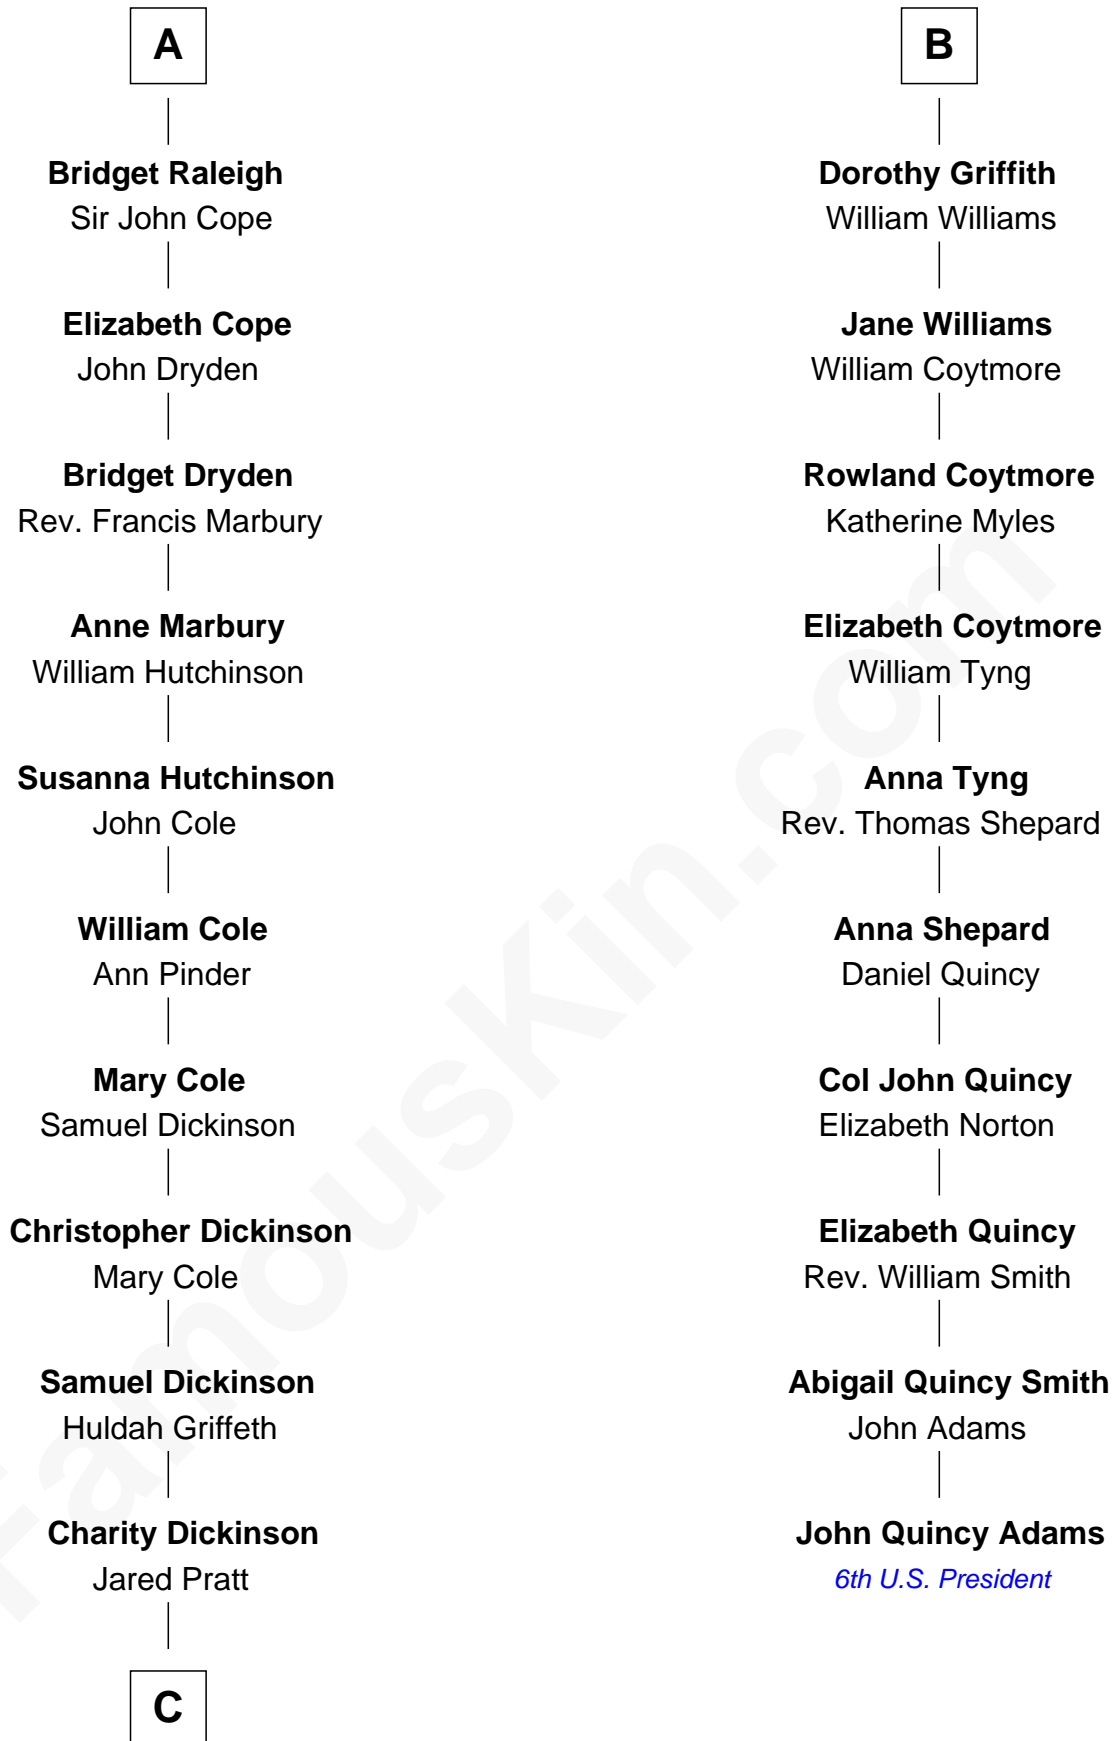 A
Bridget Raleigh
Sir John Cope
Elizabeth Cope
John Dryden
Bridget Dryden
Rev. Francis Marbury
Anne Marbury
William Hutchinson
Susanna Hutchinson
John Cole
William Cole
Ann Pinder
Mary Cole
Samuel Dickinson
Christopher Dickinson
Mary Cole
Samuel Dickinson
Huldah Griffeth
Charity Dickinson
Jared Pratt
C
B
Dorothy Griffith
William Williams
Jane Williams
William Coytmore
Rowland Coytmore
Katherine Myles
Elizabeth Coytmore
William Tyng
Anna Tyng
Rev. Thomas Shepard
Anna Shepard
Daniel Quincy
Col John Quincy
Elizabeth Norton
Elizabeth Quincy
Rev. William Smith
Abigail Quincy Smith
John Adams
John Quincy Adams
6th U.S. President
FamousKin.com